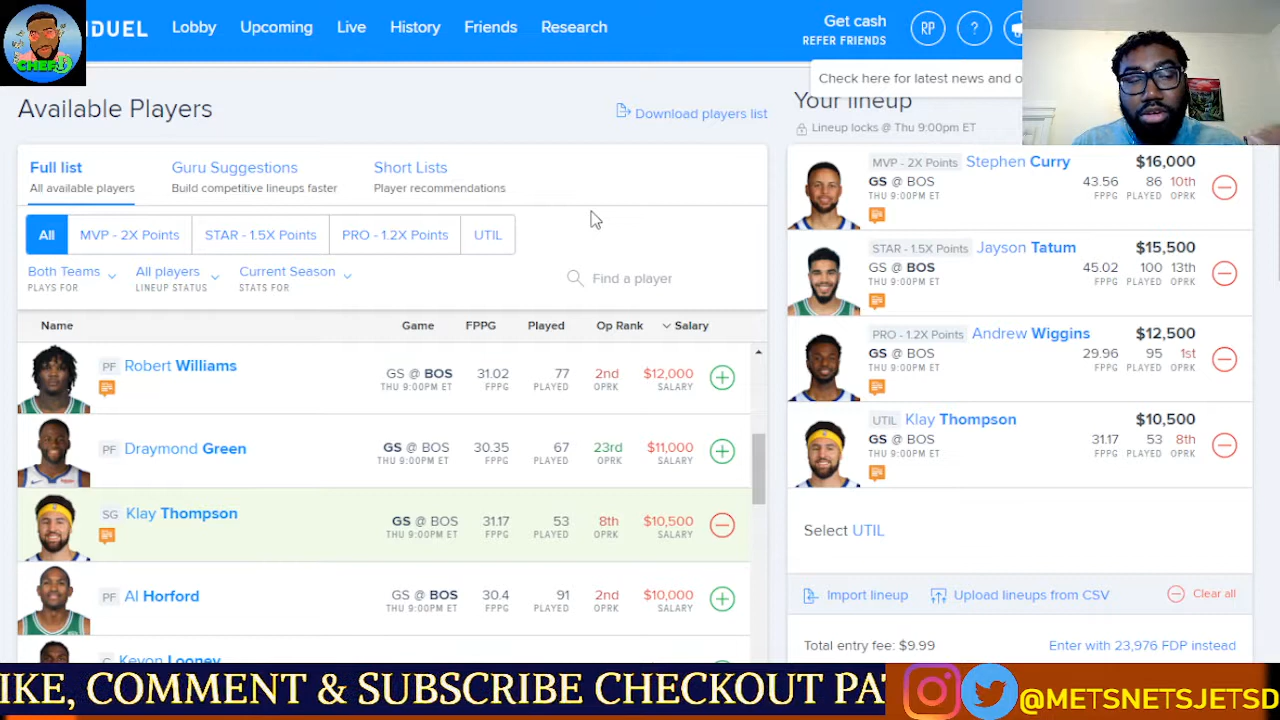 CHEF
DUEL
Lobby
Upcoming
Live
History
Friends
Research
Get cash
REFER FRIENDS
RP
?
Check here for latest news and o
Available Players
Download players list
Full list
All available players
Guru Suggestions
Build competitive lineups faster
Short Lists
Player recommendations
All
MVP - 2X Points
STAR - 1.5X Points
PRO - 1.2X Points
UTIL
Both Teams
PLAYS FOR
All players
LINEUP STATUS
Current Season
STATS FOR
Find a player
Name Game FPPG Played Op Rank Salary
PF Robert Williams
GS @ BOS 31.02 77 2nd $12,000
THU 9:00PM ET FPPG PLAYED OPRK SALARY
PF Draymond Green
GS @ BOS 30.35 67 23rd $11,000
THU 9:00PM ET FPPG PLAYED OPRK SALARY
SG Klay Thompson
GS @ BOS 31.17 53 8th $10,500
THU 9:00PM ET FPPG PLAYED OPRK SALARY
PF Al Horford
GS @ BOS 30.4 91 2nd $10,000
THU 9:00PM ET FPPG PLAYED OPRK SALARY
C Kevon Looney
Your lineup
Lineup locks @ Thu 9:00pm ET
MVP - 2X Points Stephen Curry $16,000
GS @ BOS 43.56 86 10th
THU 9:00PM ET FPPG PLAYED OPRK
STAR - 1.5X Points Jayson Tatum $15,500
GS @ BOS 45.02 100 13th
THU 9:00PM ET FPPG PLAYED OPRK
PRO - 1.2X Points Andrew Wiggins $12,500
GS @ BOS 29.96 95 1st
THU 9:00PM ET FPPG PLAYED OPRK
UTIL Klay Thompson $10,500
GS @ BOS 31.17 53 8th
THU 9:00PM ET FPPG PLAYED OPRK
Select UTIL
Import lineup
Upload lineups from CSV
Clear all
Total entry fee: $9.99
Enter with 23,976 FDP instead
IKE, COMMENT & SUBSCRIBE CHECKOUT PA
@METSNETSJETSD